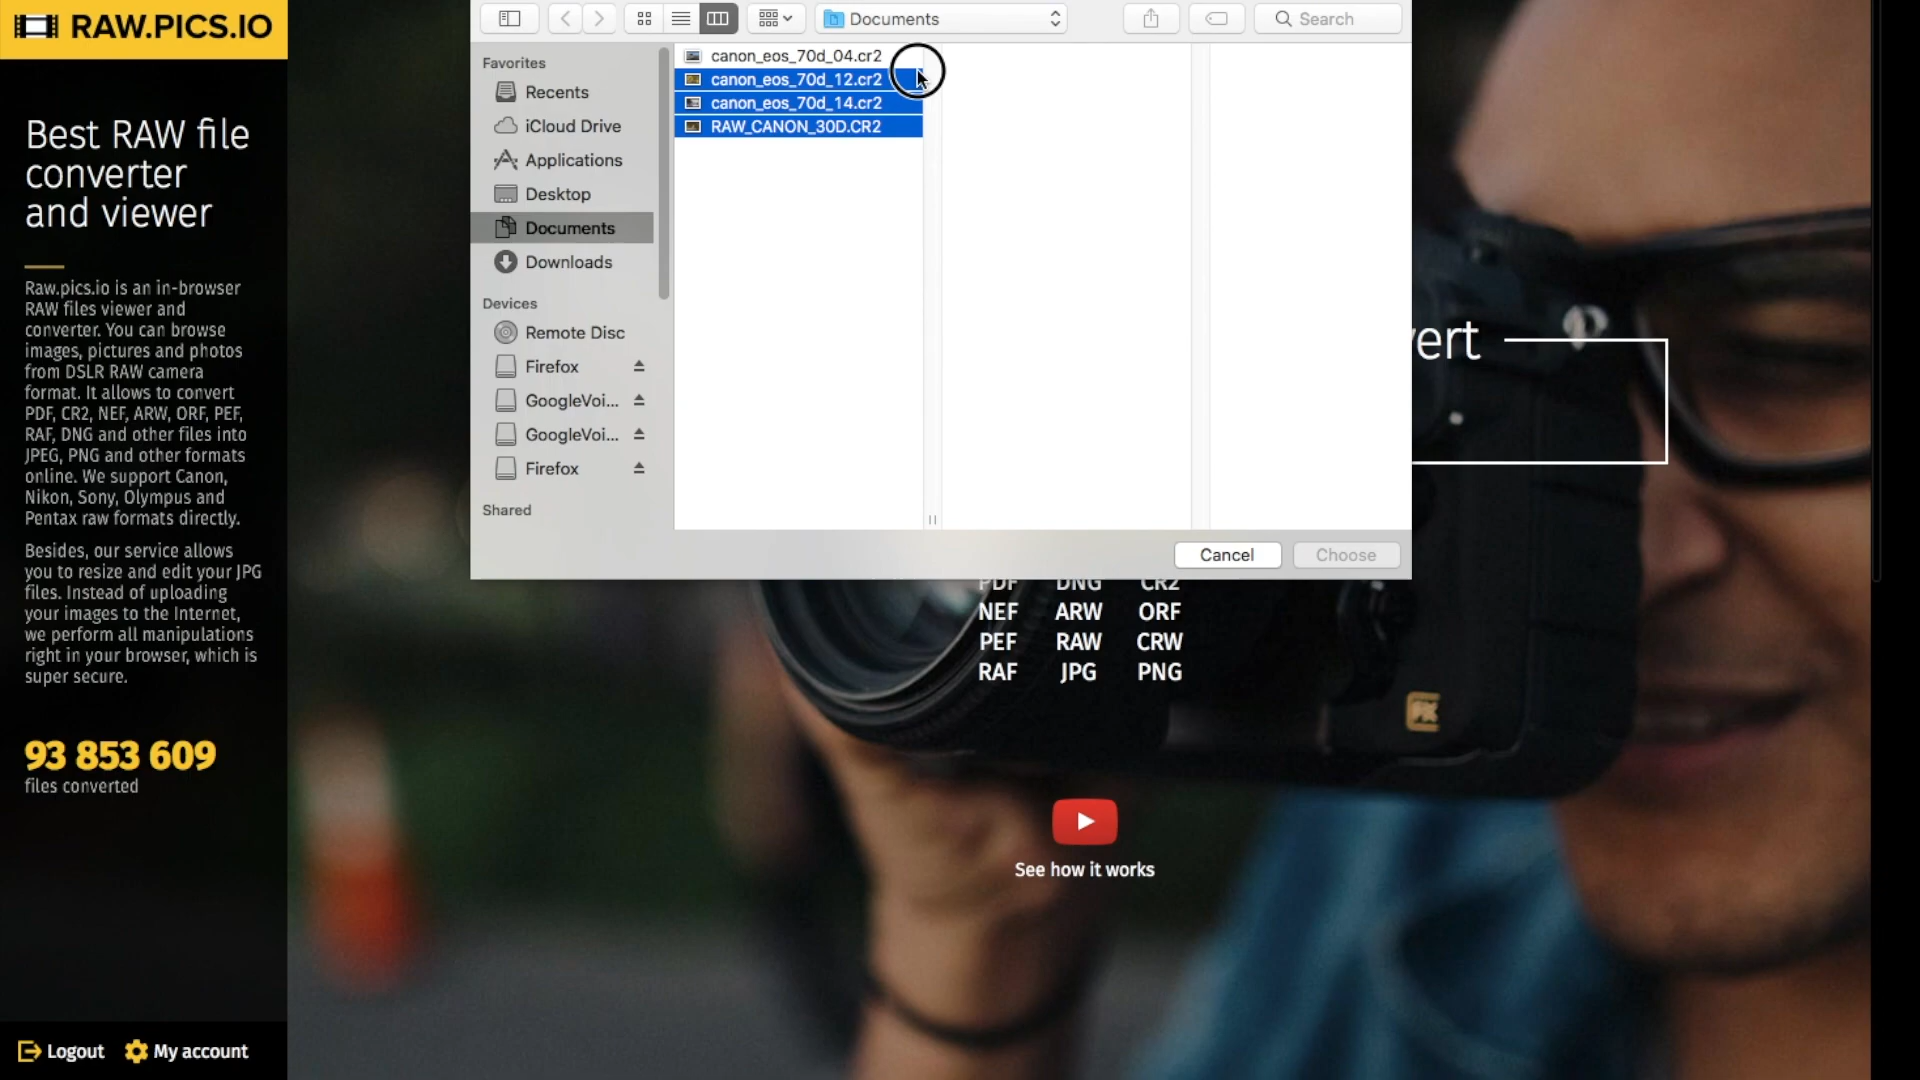 RAW.PICS.IO
Best RAW file
converter
and viewer
Raw.pics.io is an in-browser
RAW files viewer and
converter. You can browse
images, pictures and photos
from DSLR RAW camera
format. It allows to convert
PDF, CR2, NEF, ARW, ORF, PEF,
RAF, DNG and other files into
JPEG, PNG and other formats
online. We support Canon,
Nikon, Sony, Olympus and
Pentax raw formats directly.
Besides, our service allows
you to resize and edit your JPG
files. Instead of uploading
your images to the Internet,
we perform all manipulations
right in your browser, which is
super secure.
93 853 609
files converted
Logout My account
Documents
Search
Favorites
Recents
iCloud Drive
Applications
Desktop
Documents
Downloads
Devices
Remote Disc
Firefox
GoogleVoi...
GoogleVoi...
Firefox
Shared
canon_eos_70d_04.cr2
canon_eos_70d_12.cr2
canon_eos_70d_14.cr2
RAW_CANON_30D.CR2
Cancel
Choose
PDF DNG CR2
NEF ARW ORF
PEF RAW CRW
RAF JPG PNG
See how it works